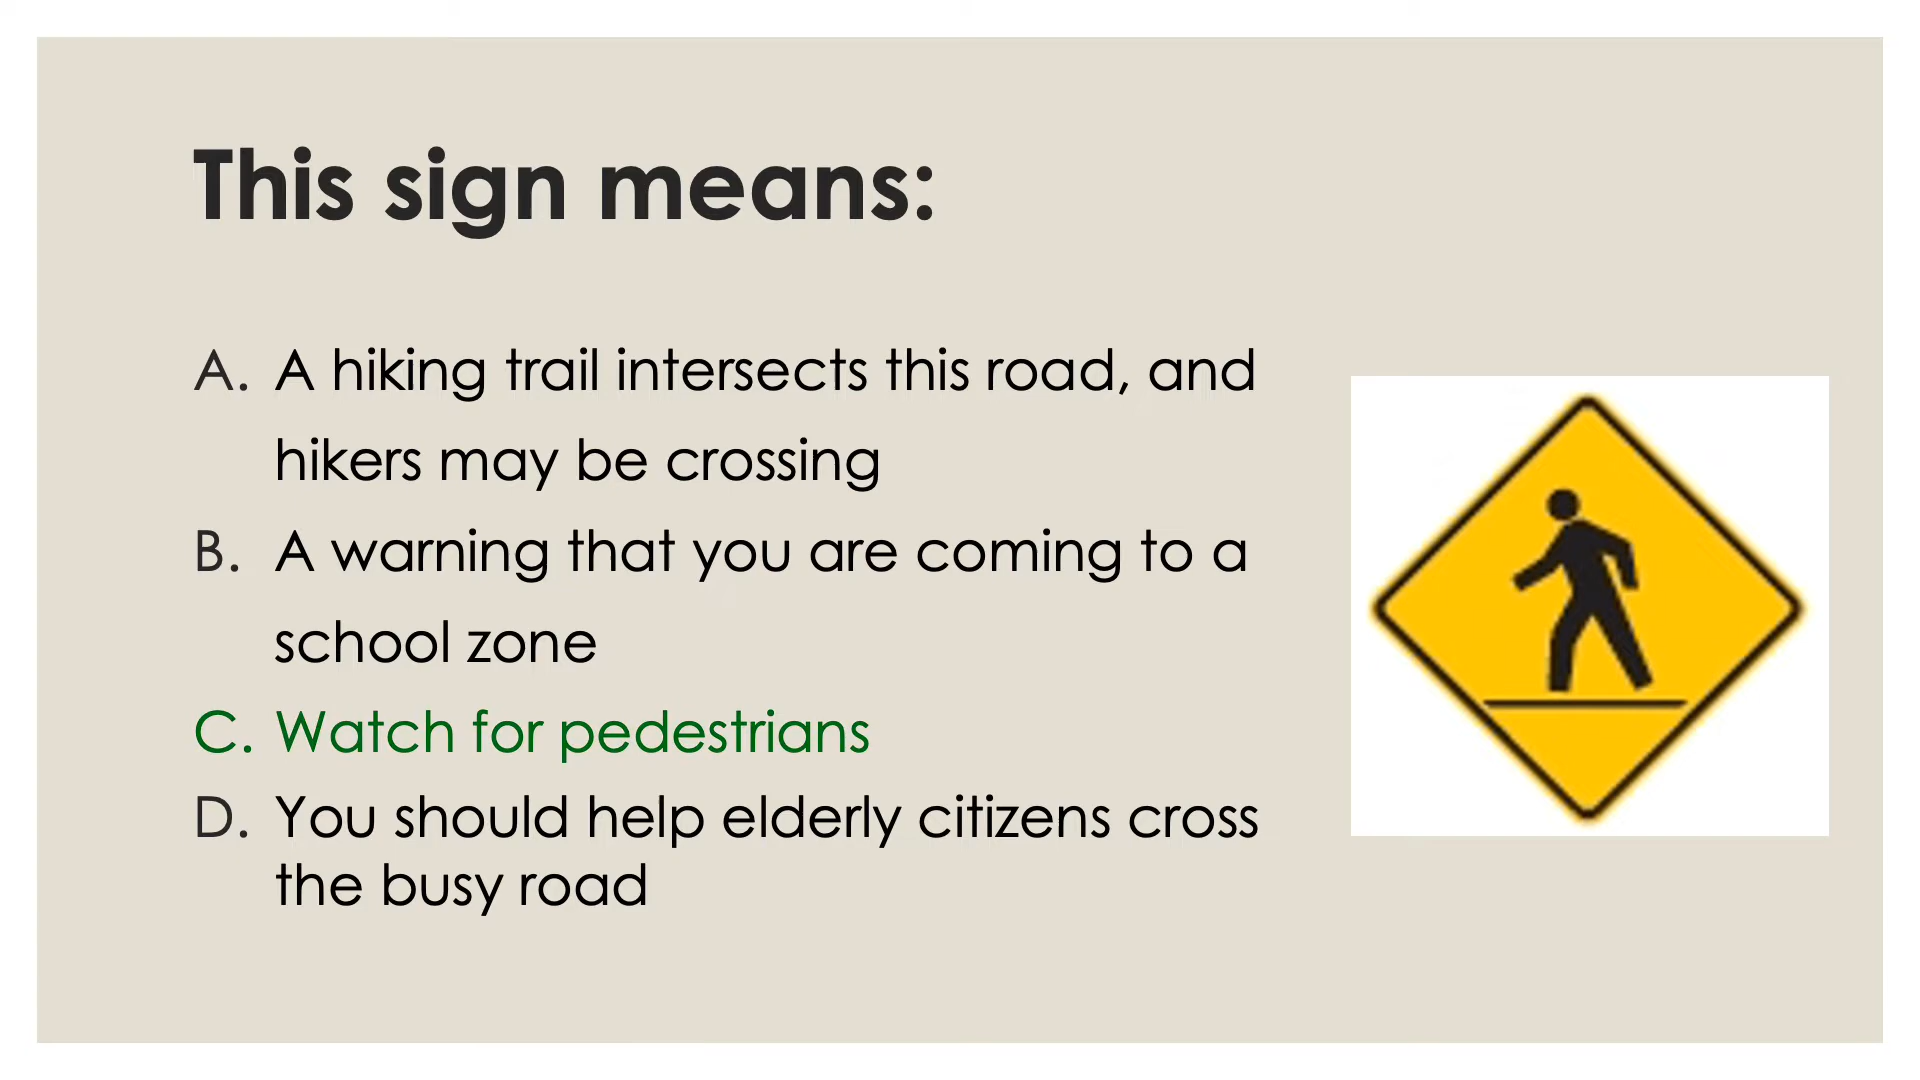 This sign means:
A. A hiking trail intersects this road, and
hikers may be crossing
B. A warning that you are coming to a
school zone
C. Watch for pedestrians
D. You should help elderly citizens cross
the busy road